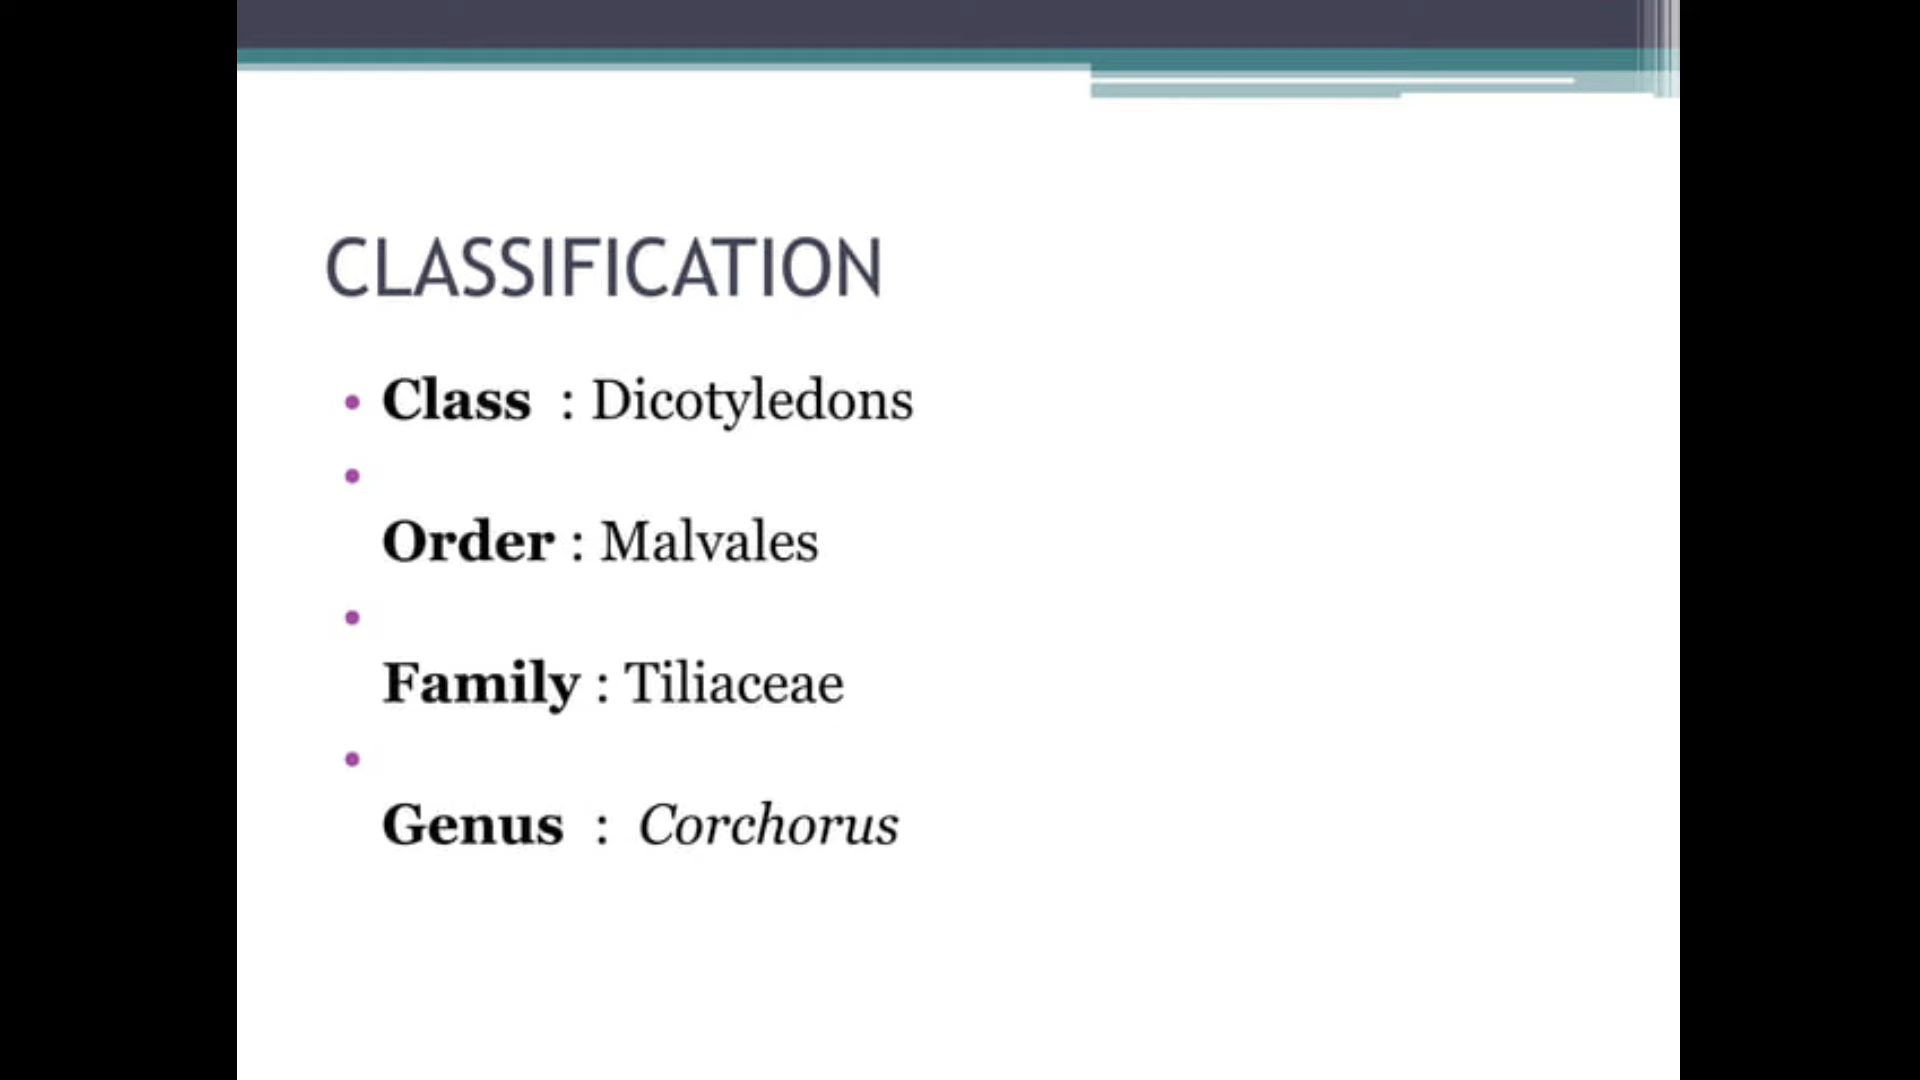 CLASSIFICATION
• Class : Dicotyledons
•
Order : Malvales
•
Family : Tiliaceae
•
Genus : Corchorus